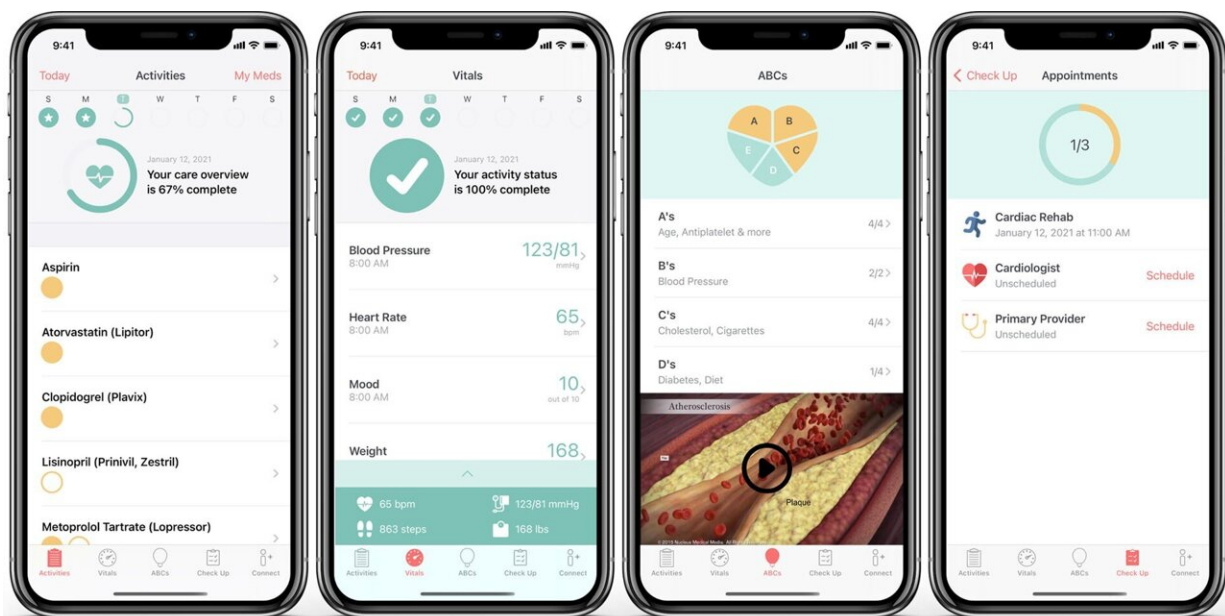 9:41
Today Activities My Meds
S M T W T F S
January 12, 2021
Your care overview
is 67% complete
Aspirin
Atorvastatin (Lipitor)
Clopidogrel (Plavix)
Lisinopril (Prinivil, Zestril)
Metoprolol Tartrate (Lopressor)
Activities Vitals ABCs Check Up Connect
9:41
Today Vitals
S M T W T F S
January 12, 2021
Your activity status
is 100% complete
Blood Pressure 123/81
8:00 AM mmHg
Heart Rate 65
8:00 AM bpm
Mood 10
8:00 AM out of 10
Weight 168
65 bpm 123/81 mmHg
863 steps 168 lbs
Activities Vitals ABCs Check Up Connect
9:41
ABCs
A B
E C
D
A's
Age, Antiplatelet & more 4/4
B's
Blood Pressure 2/2
C's
Cholesterol, Cigarettes 4/4
D's
Diabetes, Diet 1/4
Atherosclerosis
Plaque
Activities Vitals ABCs Check Up Connect
9:41
Check Up Appointments
1/3
Cardiac Rehab
January 12, 2021 at 11:00 AM
Cardiologist
Unscheduled Schedule
Primary Provider
Unscheduled Schedule
Activities Vitals ABCs Check Up Connect